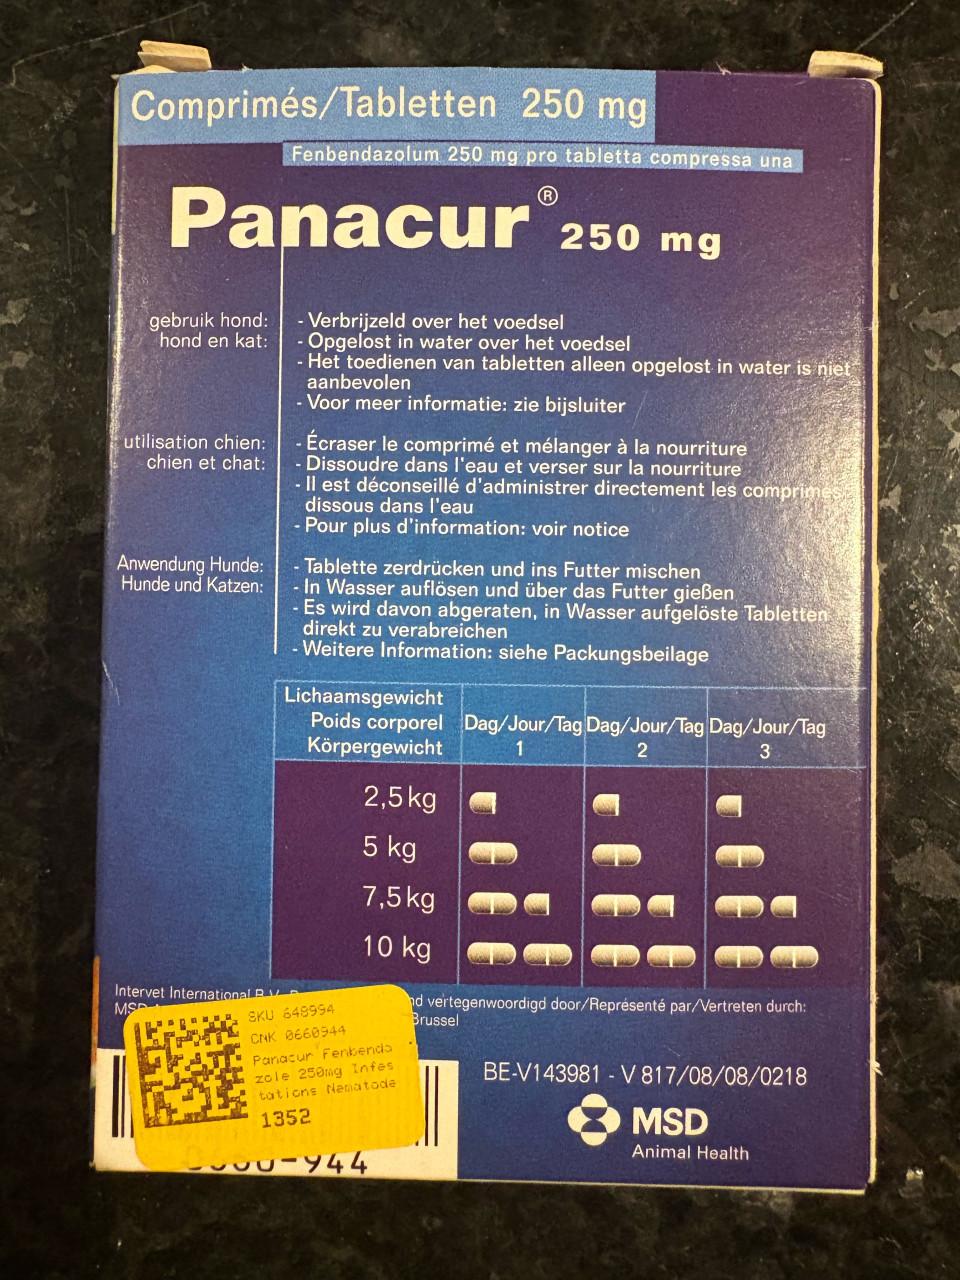 Comprimés/Tabletten 250 mg
Fenbendazolum 250 mg pro tabletta compressa una
Panacur® 250 mg
gebruik hond:
hond en kat:
- Verbrijzeld over het voedsel
- Opgelost in water over het voedsel
- Het toedienen van tabletten alleen opgelost in water is niet
aanbevolen
- Voor meer informatie: zie bijsluiter
utilisation chien:
chien et chat:
- Écraser le comprimé et mélanger à la nourriture
- Dissoudre dans l'eau et verser sur la nourriture
- Il est déconseillé d'administrer directement les comprimés
dissous dans l'eau
- Pour plus d'information: voir notice
Anwendung Hunde:
Hunde und Katzen:
- Tablette zerdrücken und ins Futter mischen
- In Wasser auflösen und über das Futter gießen
- Es wird davon abgeraten, in Wasser aufgelöste Tabletten
direkt zu verabreichen
- Weitere Information: siehe Packungsbeilage
Lichaamsgewicht
Poids corporel
Körpergewicht
Dag/Jour/Tag
1
Dag/Jour/Tag
2
Dag/Jour/Tag
3
2,5 kg
5 kg
7,5 kg
10 kg
Intervet International B.V. vertegenwoordigd door/Représenté par/Vertreten durch:
MSD Brussel
SKU 648994
CNK 0660944
Panacur Fenbenda
zole 250mg Infes
tations Nematode
1352
-944
BE-V143981 - V 817/08/08/0218
MSD
Animal Health